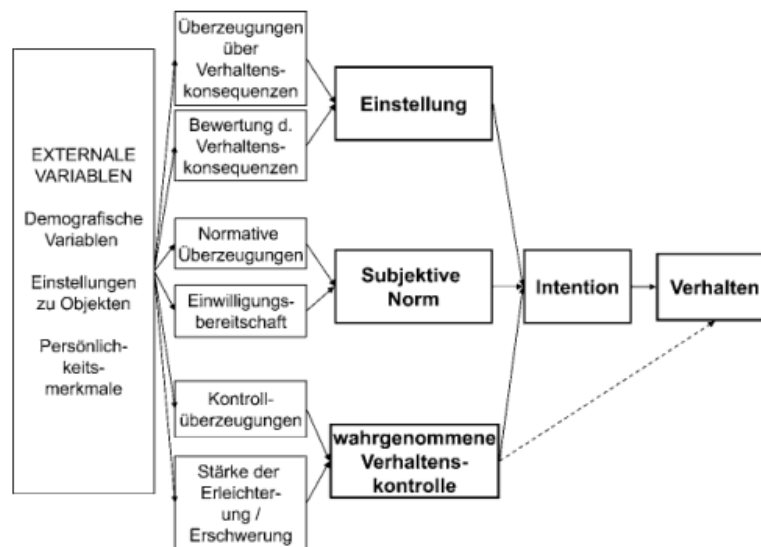 EXTERNALE
VARIABLEN
Demografische
Variablen
Einstellungen
zu Objekten
Persönlich-
keits-
merkmale
Überzeugungen
über
Verhaltens-
konsequenzen
Bewertung d.
Verhaltens-
konsequenzen
Normative
Überzeugungen
Einwilligungs-
bereitschaft
Kontroll-
überzeugungen
Stärke der
Erleichter-
ung /
Erschwerung
Einstellung
Subjektive
Norm
wahrgenommene
Verhaltens-
kontrolle
Intention
Verhalten